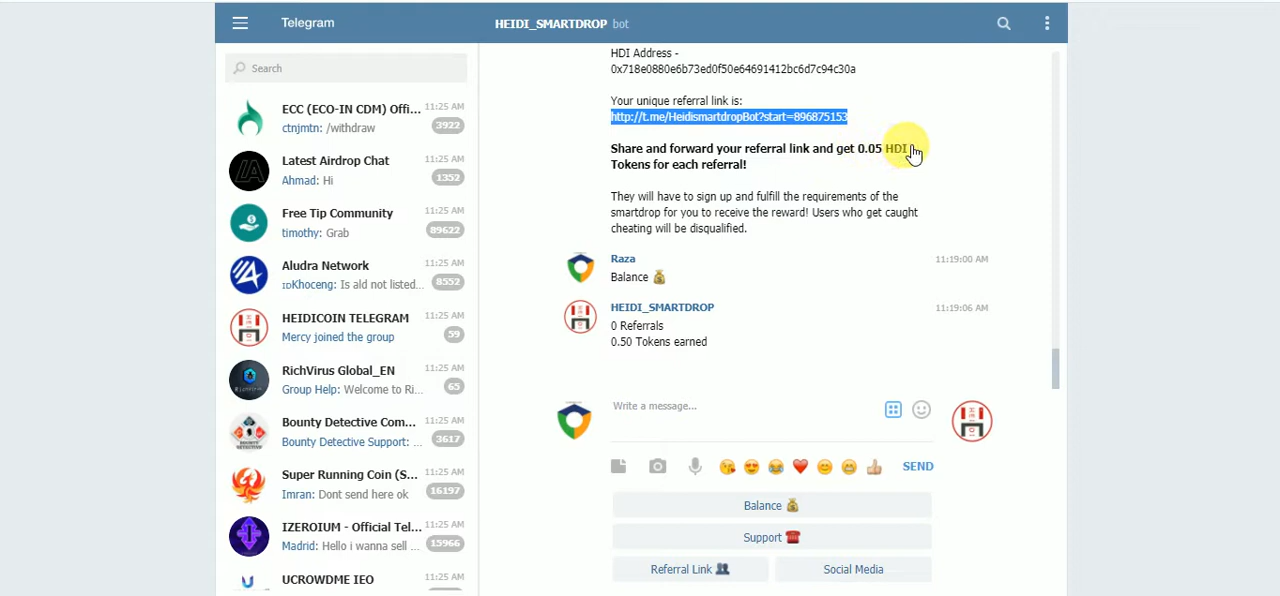 Telegram
HEIDI_SMARTDROP bot
Search
ECC (ECO-IN CDM) Offi... 11:25 AM
ctnjmtn: /withdraw 3922
Latest Airdrop Chat 11:25 AM
Ahmad: Hi 1352
Free Tip Community 11:25 AM
timothy: Grab 89622
Aludra Network 11:25 AM
IDKhoceng: Is ald not listed... 8552
HEIDICOIN TELEGRAM 11:25 AM
Mercy joined the group 59
RichVirus Global_EN 11:25 AM
Group Help: Welcome to Ri... 65
Bounty Detective Com... 11:25 AM
Bounty Detective Support: ... 3617
Super Running Coin (S... 11:25 AM
Imran: Dont send here ok 16197
IZEROIUM - Official Tel... 11:25 AM
Madrid: Hello i wanna sell ... 15966
UCROWDME IEO 11:25 AM
HDI Address -
0x718e0880e6b73ed0f50e64691412bc6d7c94c30a
Your unique referral link is:
http://t.me/HeidismartdropBot?start=896875153
Share and forward your referral link and get 0.05 HDI
Tokens for each referral!
They will have to sign up and fulfill the requirements of the
smartdrop for you to receive the reward! Users who get caught
cheating will be disqualified.
Raza 11:19:00 AM
Balance 💰
HEIDI_SMARTDROP 11:19:06 AM
0 Referrals
0.50 Tokens earned
Write a message...
SEND
Balance 💰
Support ☎️
Referral Link 👥 Social Media